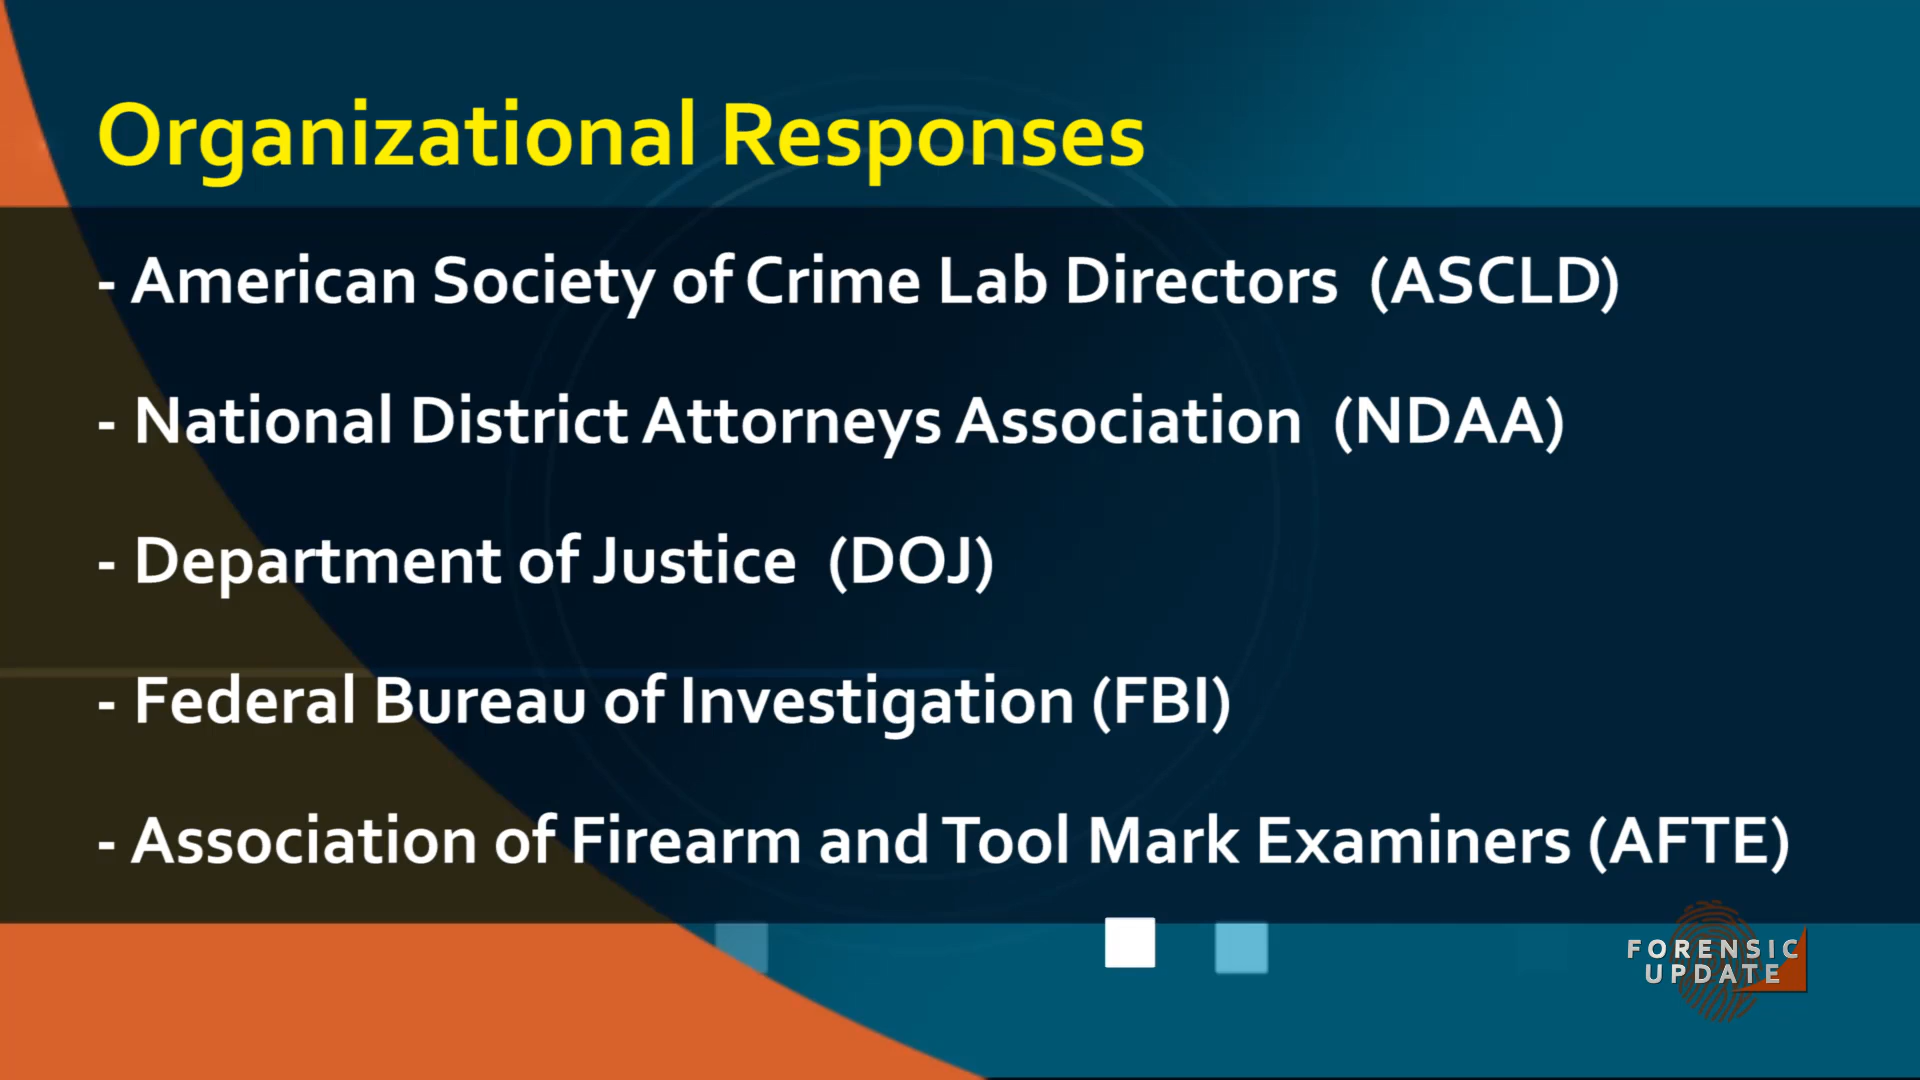 Organizational Responses
- American Society of Crime Lab Directors (ASCLD)
- National District Attorneys Association (NDAA)
- Department of Justice (DOJ)
- Federal Bureau of Investigation (FBI)
- Association of Firearm and Tool Mark Examiners (AFTE)
FORENSIC
UPDATE